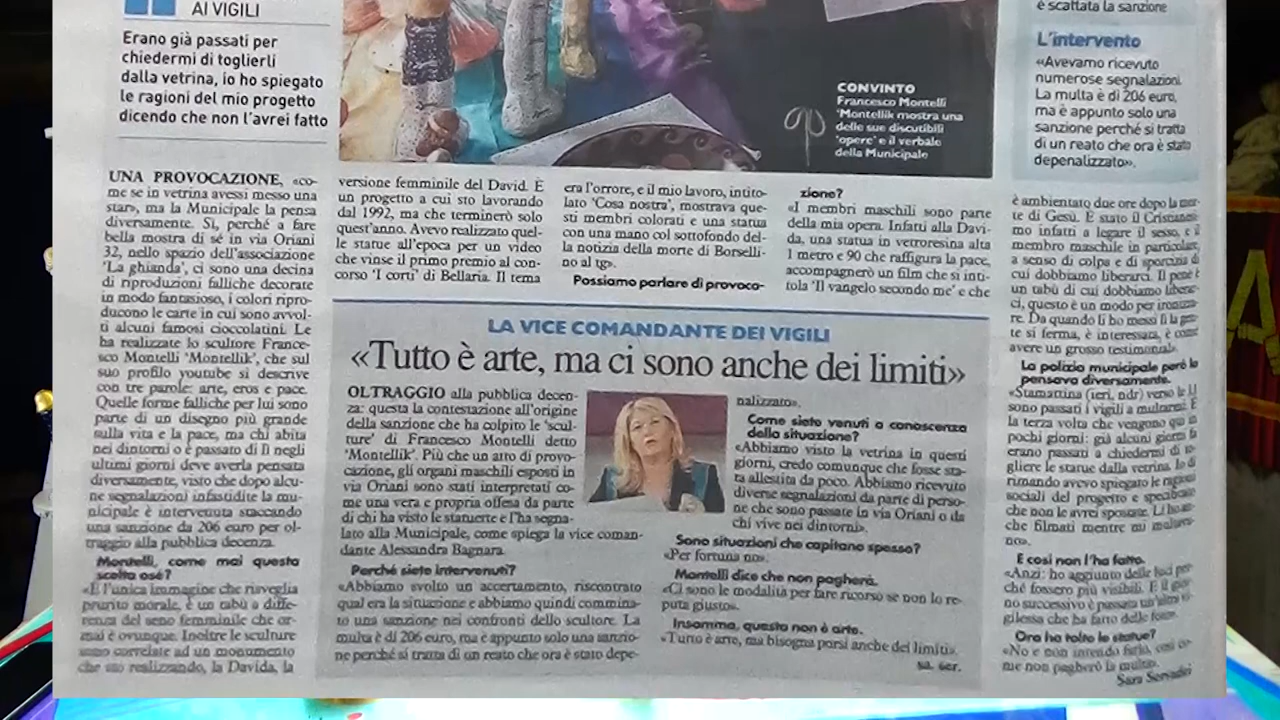 AI VIGILI
Erano già passati per
chiedermi di toglierli
dalla vetrina, io ho spiegato
le ragioni del mio progetto
dicendo che non l'avrei fatto
CONVINTO
Francesco Montelli
'Montellik mostra una
delle sue discutibili
'opere' e il verbale
della Municipale
è scattata la sanzione
L'intervento
«Avevamo ricevuto
numerose segnalazioni.
La multa è di 206 euro,
ma è appunto solo una
sanzione perché si tratta
di un reato che ora è stato
depenalizzato».
UNA PROVOCAZIONE, «co-
me se in vetrina avessi messo una
star», ma la Municipale la pensa
diversamente. Sì, perché a fare
bella mostra di sé in via Oriani
32, nello spazio dell'associazione
'La ghianda', ci sono una decina
di riproduzioni falliche decorate
in modo fantasioso, i colori ripro-
ducono le carte in cui sono avvol-
ti alcuni famosi cioccolatini. Le
ha realizzate lo scultore France-
sco Montelli 'Montellik', che sul
suo profilo youtube si descrive
con tre parole: arte, eros e pace.
Quelle forme falliche per lui sono
parte di un disegno più grande
sulla vita e la pace, ma chi abita
nei dintorni o è passato di lì negli
ultimi giorni deve averla pensata
diversamente, visto che dopo alcu-
ne segnalazioni infastidite la mu-
nicipale è intervenuta staccando
una sanzione da 206 euro per ol-
traggio alla pubblica decenza.
Montelli, come mai questa
scelta osé?
«È l'unica immagine che risveglia
prurito morale, è un tabù a diffe-
renza del seno femminile che or-
mai è ovunque. Inoltre le sculture
sono correlate ad un monumento
che sto realizzando, la Davida, la
versione femminile del David. È
un progetto a cui sto lavorando
dal 1992, ma che terminerò solo
quest'anno. Avevo realizzato quel-
le statue all'epoca per un video
che vinse il primo premio al con-
corso 'I corti' di Bellaria. Il tema
era l'orrore, e il mio lavoro, intito-
lato 'Cosa nostra', mostrava que-
sti membri colorati e una statua
con una mano col sottofondo del-
la notizia della morte di Borselli-
no al tg».
Possiamo parlare di provoca-
zione?
«I membri maschili sono parte
della mia opera. Infatti alla Davi-
da, una statua in vetroresina alta
1 metro e 90 che raffigura la pace,
accompagnerò un film che si inti-
tola 'Il vangelo secondo me' e che
è ambientato due ore dopo la mor-
te di Gesù. È stato il Cristianesi-
mo infatti a legare il sesso, e il
membro maschile in particolare,
a senso di colpa e di sporcizia di
cui dobbiamo liberarci. Il pene è
un tabù di cui dobbiamo liberar-
ci, questo è un modo per ironizza-
re. Da quando li ho messi lì la gen-
te si ferma, è interessata, è come
avere un grosso testimonial».
La polizia municipale però la
pensava diversamente.
«Stamattina (ieri, ndr) verso le 11
sono passati i vigili a multarmi. È
la terza volta che vengono qui in
pochi giorni: già alcuni giorni fa
erano passati a chiedermi di to-
gliere le statue dalla vetrina. Io di
rimando avevo spiegato le ragioni
sociali del progetto e specificato
che non le avrei spostate. Li ho an-
che filmati mentre mi multava-
no».
E così non l'ha fatto.
«Anzi: ho aggiunto delle luci per-
ché fossero più visibili. E il gior-
no successivo è passata un'altra vi-
gilessa che ha fatto delle foto».
Ora ha tolto le statue?
«No e non intendo farlo, così co-
me non pagherò la multa».
Sara Servadei
LA VICE COMANDANTE DEI VIGILI
«Tutto è arte, ma ci sono anche dei limiti»
OLTRAGGIO alla pubblica decen-
za: questa la contestazione all'origine
della sanzione che ha colpito le 'scul-
ture' di Francesco Montelli detto
'Montellik'. Più che un atto di provo-
cazione, gli organi maschili esposti in
via Oriani sono stati interpretati co-
me una vera e propria offesa da parte
di chi ha visto le statuette e l'ha segna-
lato alla Municipale, come spiega la vice coman-
dante Alessandra Bagnara.
Perché siete intervenuti?
«Abbiamo svolto un accertamento, riscontrato
qual era la situazione e abbiamo quindi commina-
to una sanzione nei confronti dello scultore. La
multa è di 206 euro, ma è appunto solo una sanzio-
ne perché si tratta di un reato che ora è stato depe-
nalizzato».
Come siete venuti a conoscenza
della situazione?
«Abbiamo visto la vetrina in questi
giorni, credo comunque che fosse sta-
ta allestita da poco. Abbiamo ricevuto
diverse segnalazioni da parte di perso-
ne che sono passate in via Oriani o da
chi vive nei dintorni».
Sono situazioni che capitano spesso?
«Per fortuna no».
Montelli dice che non pagherà.
«Ci sono le modalità per fare ricorso se non lo re-
puta giusto».
Insomma, questa non è arte.
«Tutto è arte, ma bisogna porsi anche dei limiti».
sa. ser.